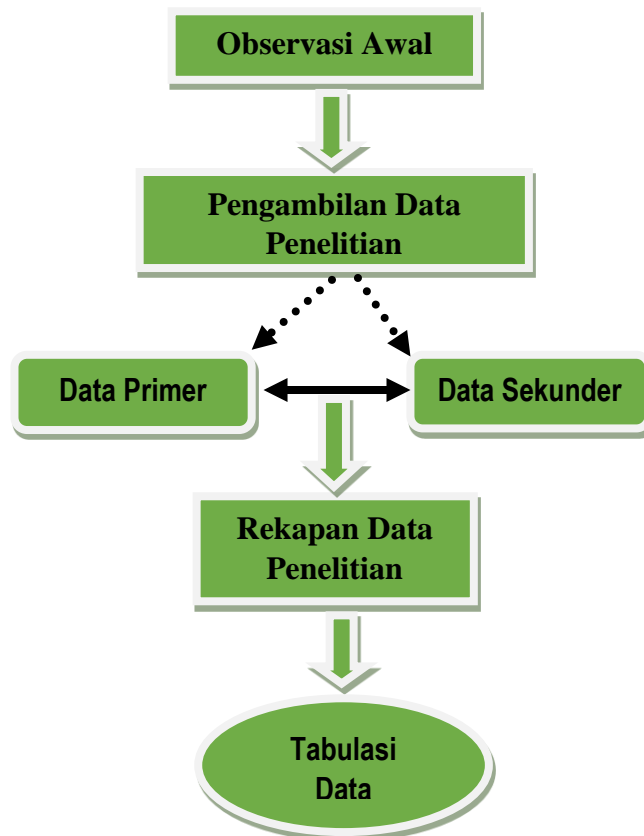 Observasi Awal
Pengambilan Data
Penelitian
Data Primer
Data Sekunder
Rekapan Data
Penelitian
Tabulasi
Data